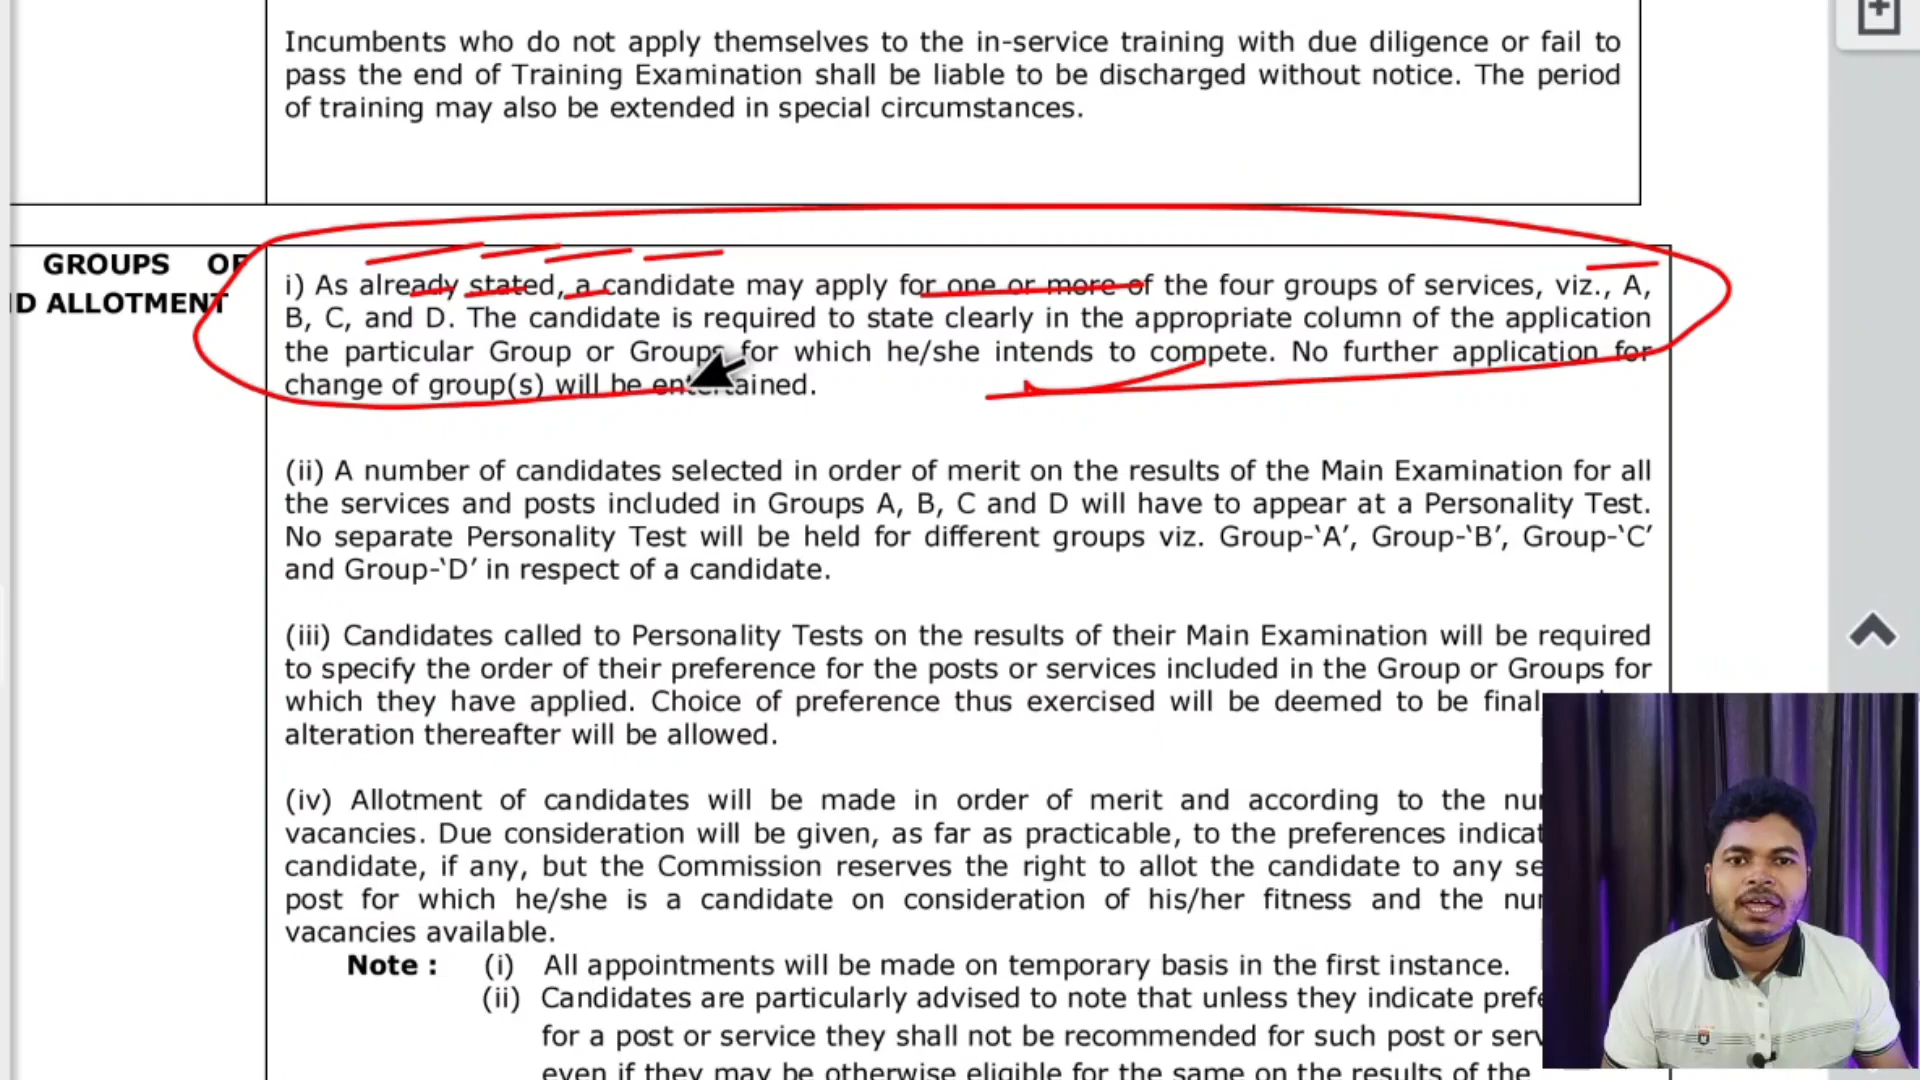 Incumbents who do not apply themselves to the in-service training with due diligence or fail to
pass the end of Training Examination shall be liable to be discharged without notice. The period
of training may also be extended in special circumstances.
GROUPS OF
D ALLOTMENT
i) As already stated, a candidate may apply for one or more of the four groups of services, viz., A,
B, C, and D. The candidate is required to state clearly in the appropriate column of the application
the particular Group or Groups for which he/she intends to compete. No further application for
change of group(s) will be entertained.
(ii) A number of candidates selected in order of merit on the results of the Main Examination for all
the services and posts included in Groups A, B, C and D will have to appear at a Personality Test.
No separate Personality Test will be held for different groups viz. Group-‘A’, Group-‘B’, Group-‘C’
and Group-‘D’ in respect of a candidate.
(iii) Candidates called to Personality Tests on the results of their Main Examination will be required
to specify the order of their preference for the posts or services included in the Group or Groups for
which they have applied. Choice of preference thus exercised will be deemed to be final
alteration thereafter will be allowed.
(iv) Allotment of candidates will be made in order of merit and according to the
vacancies. Due consideration will be given, as far as practicable, to the preferences
candidate, if any, but the Commission reserves the right to allot the candidate to any
post for which he/she is a candidate on consideration of his/her fitness and the
vacancies available.
Note : (i) All appointments will be made on temporary basis in the first instance.
(ii) Candidates are particularly advised to note that unless they indicate
for a post or service they shall not be recommended for such post or
even if they may be otherwise eligible for the same on the results of the